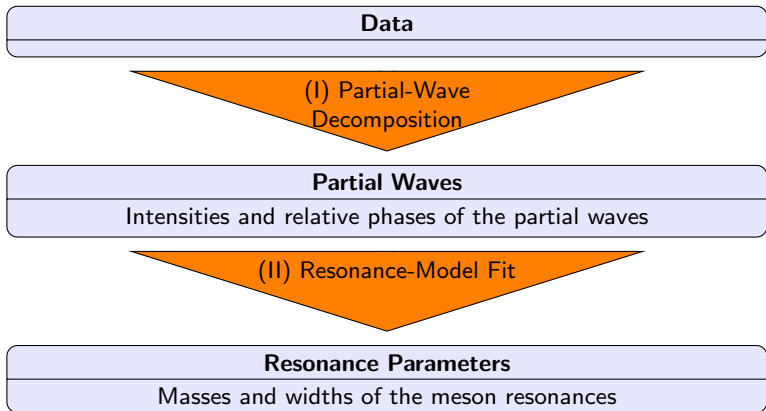 Data
(I) Partial-Wave
Decomposition
Partial Waves
Intensities and relative phases of the partial waves
(II) Resonance-Model Fit
Resonance Parameters
Masses and widths of the meson resonances